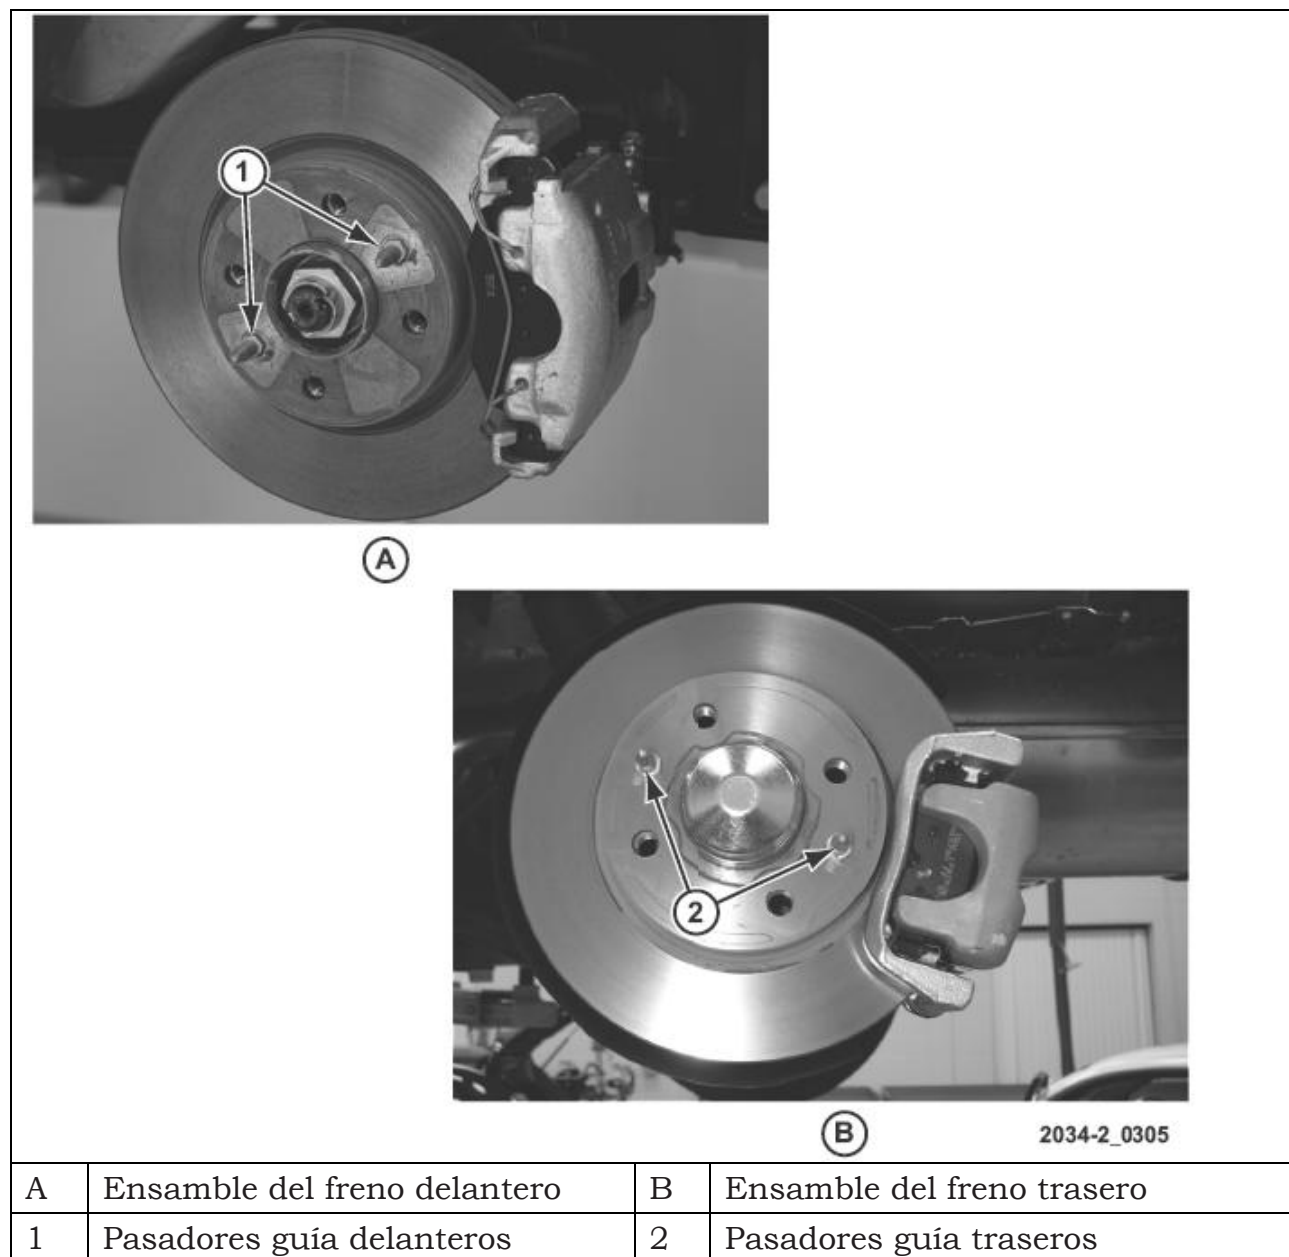 1
A
2
B
2034-2_0305
A Ensamble del freno delantero B Ensamble del freno trasero
1 Pasadores guía delanteros 2 Pasadores guía traseros